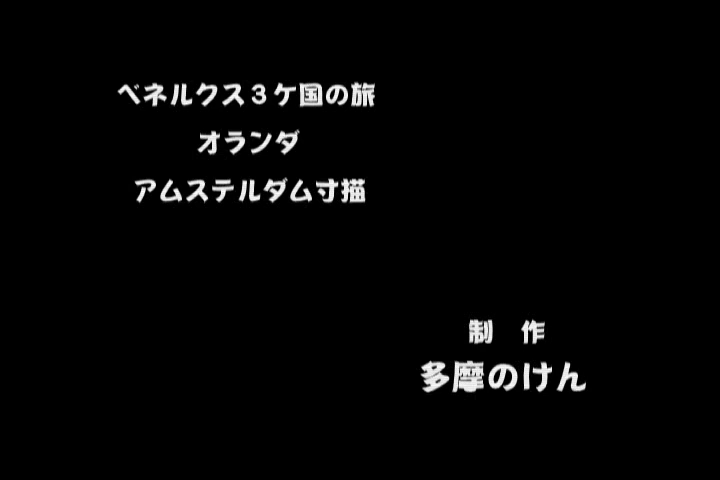 ベネルクス３ケ国の旅
オランダ
アムステルダム寸描
制　作
多摩のけん